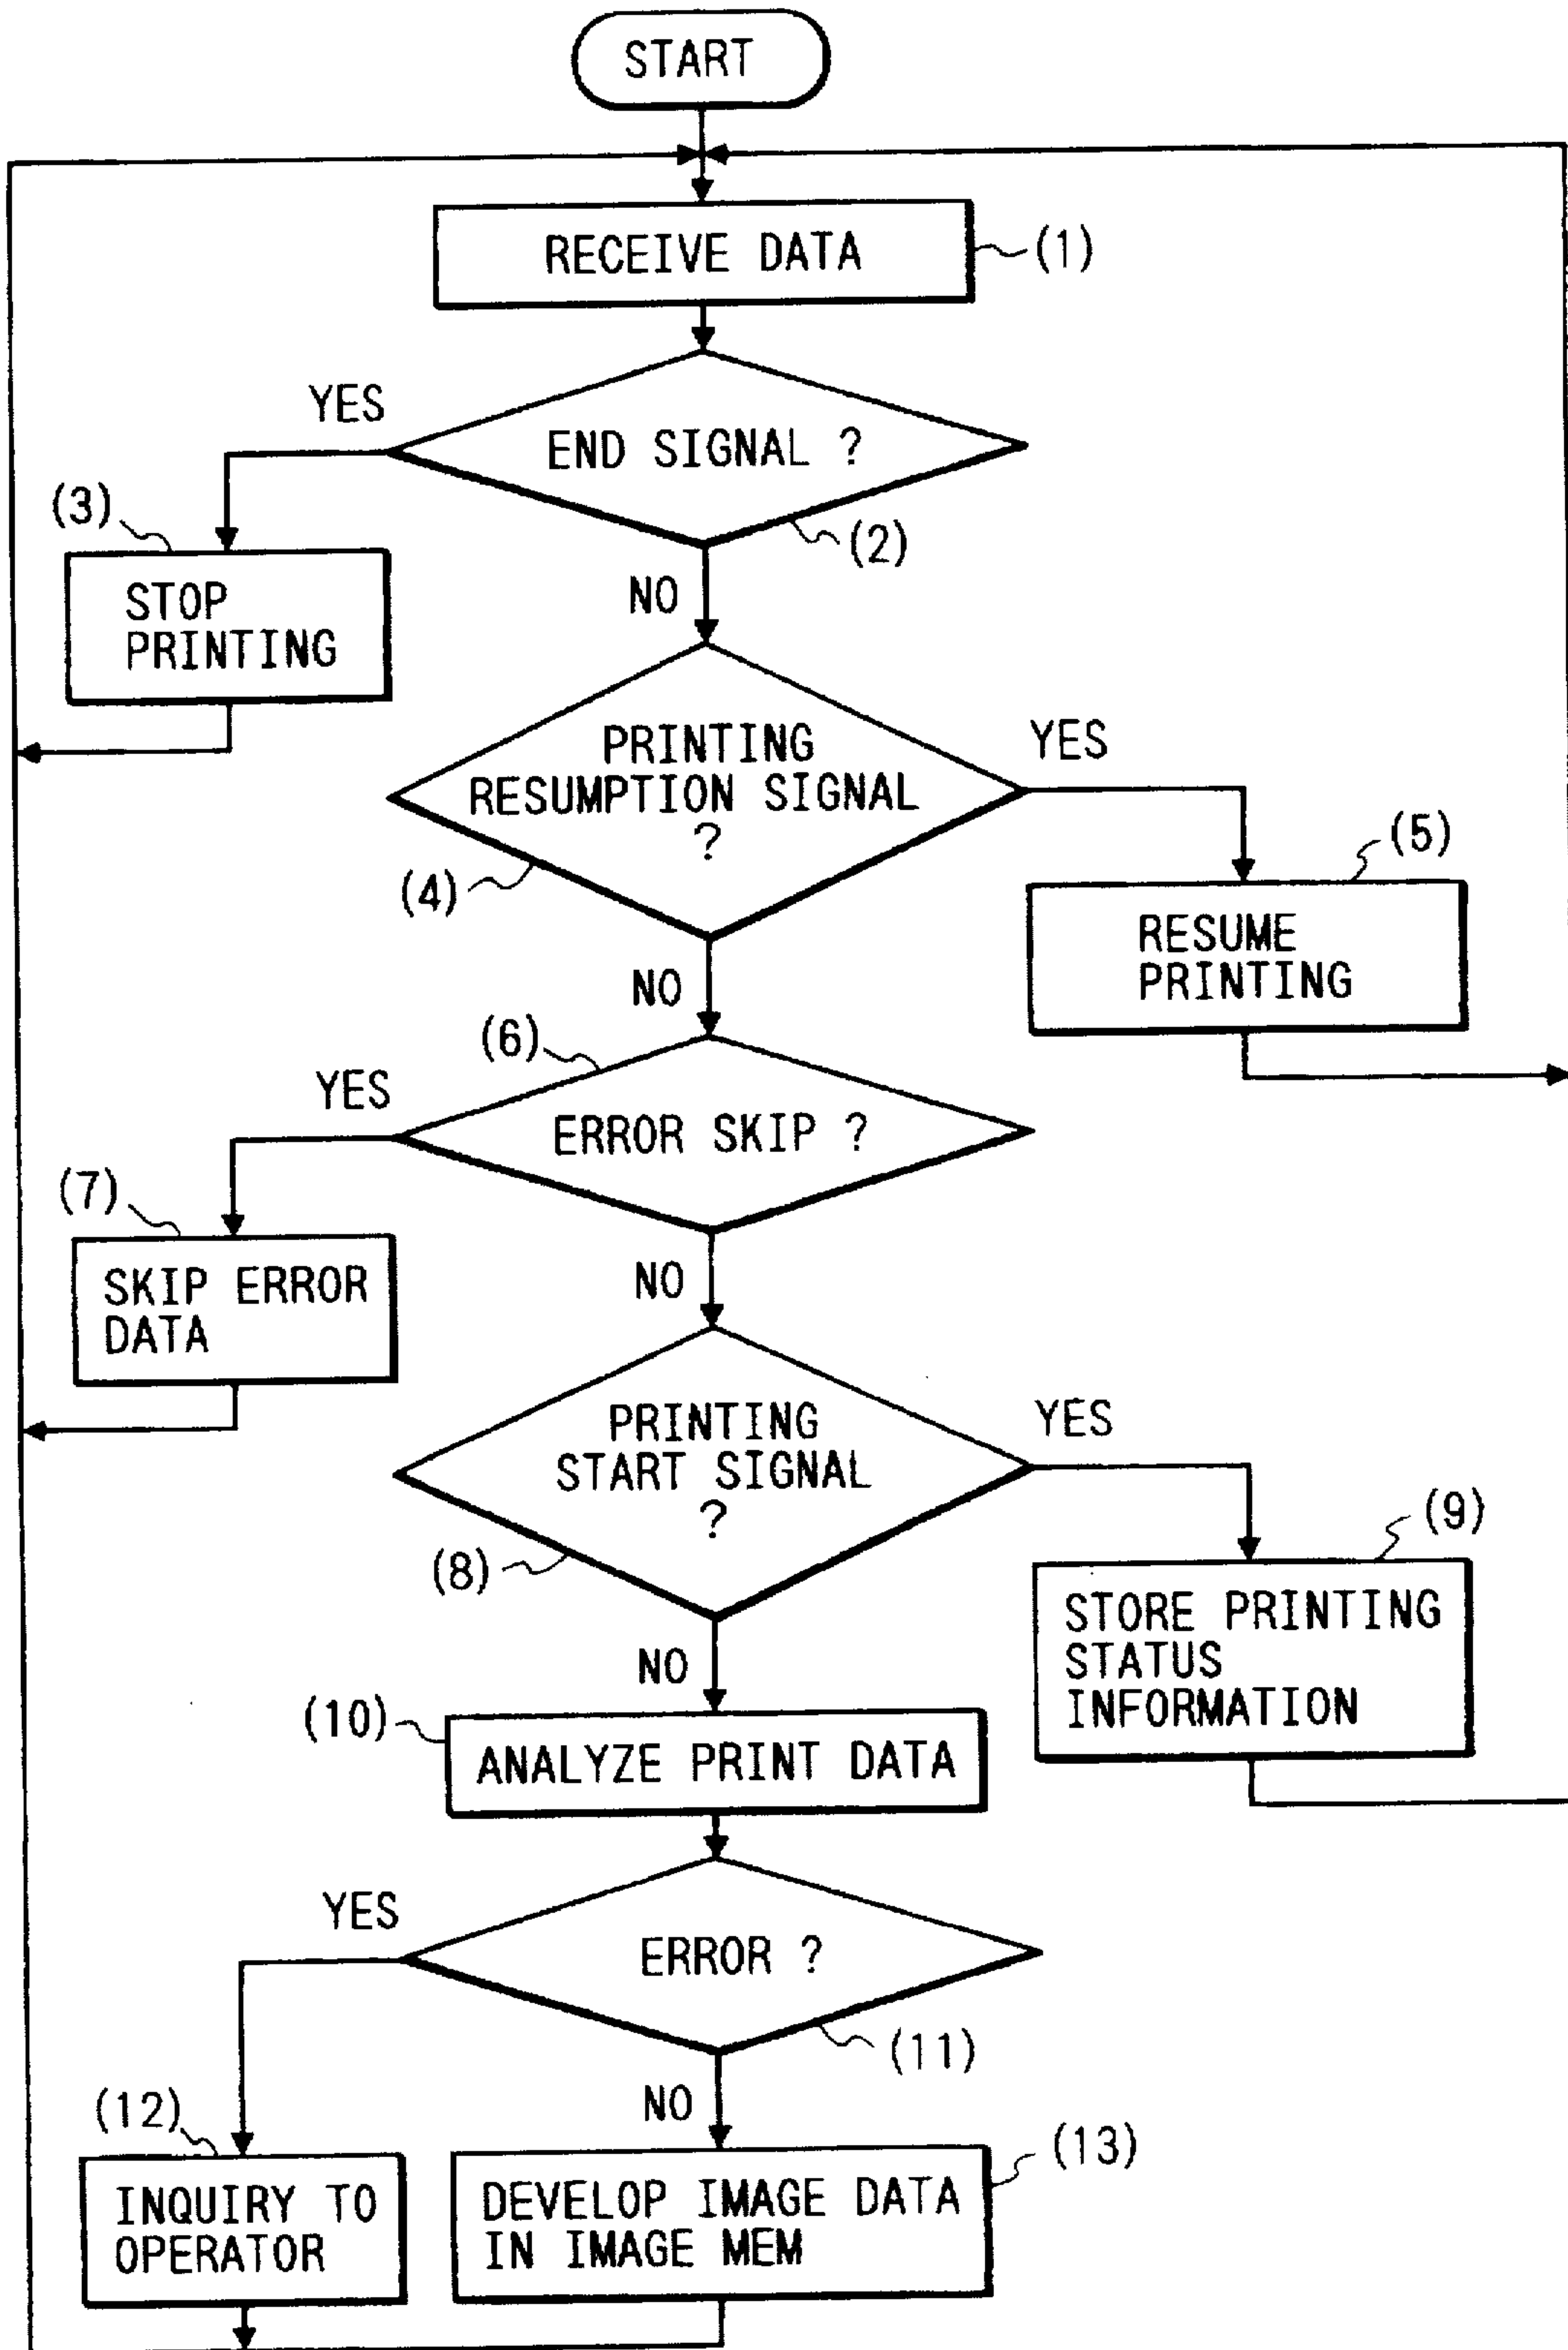 START
RECEIVE DATA
(1)
YES
END SIGNAL ?
(2)
(3)
STOP
PRINTING
NO
PRINTING
RESUMPTION SIGNAL
?
YES
(4)
(5)
RESUME
PRINTING
NO
(6)
YES
ERROR SKIP ?
(7)
SKIP ERROR
DATA
NO
PRINTING
START SIGNAL
?
YES
(8)
(9)
STORE PRINTING
STATUS
INFORMATION
NO
(10)
ANALYZE PRINT DATA
YES
ERROR ?
(11)
NO
(12)
INQUIRY TO
OPERATOR
(13)
DEVELOP IMAGE DATA
IN IMAGE MEM